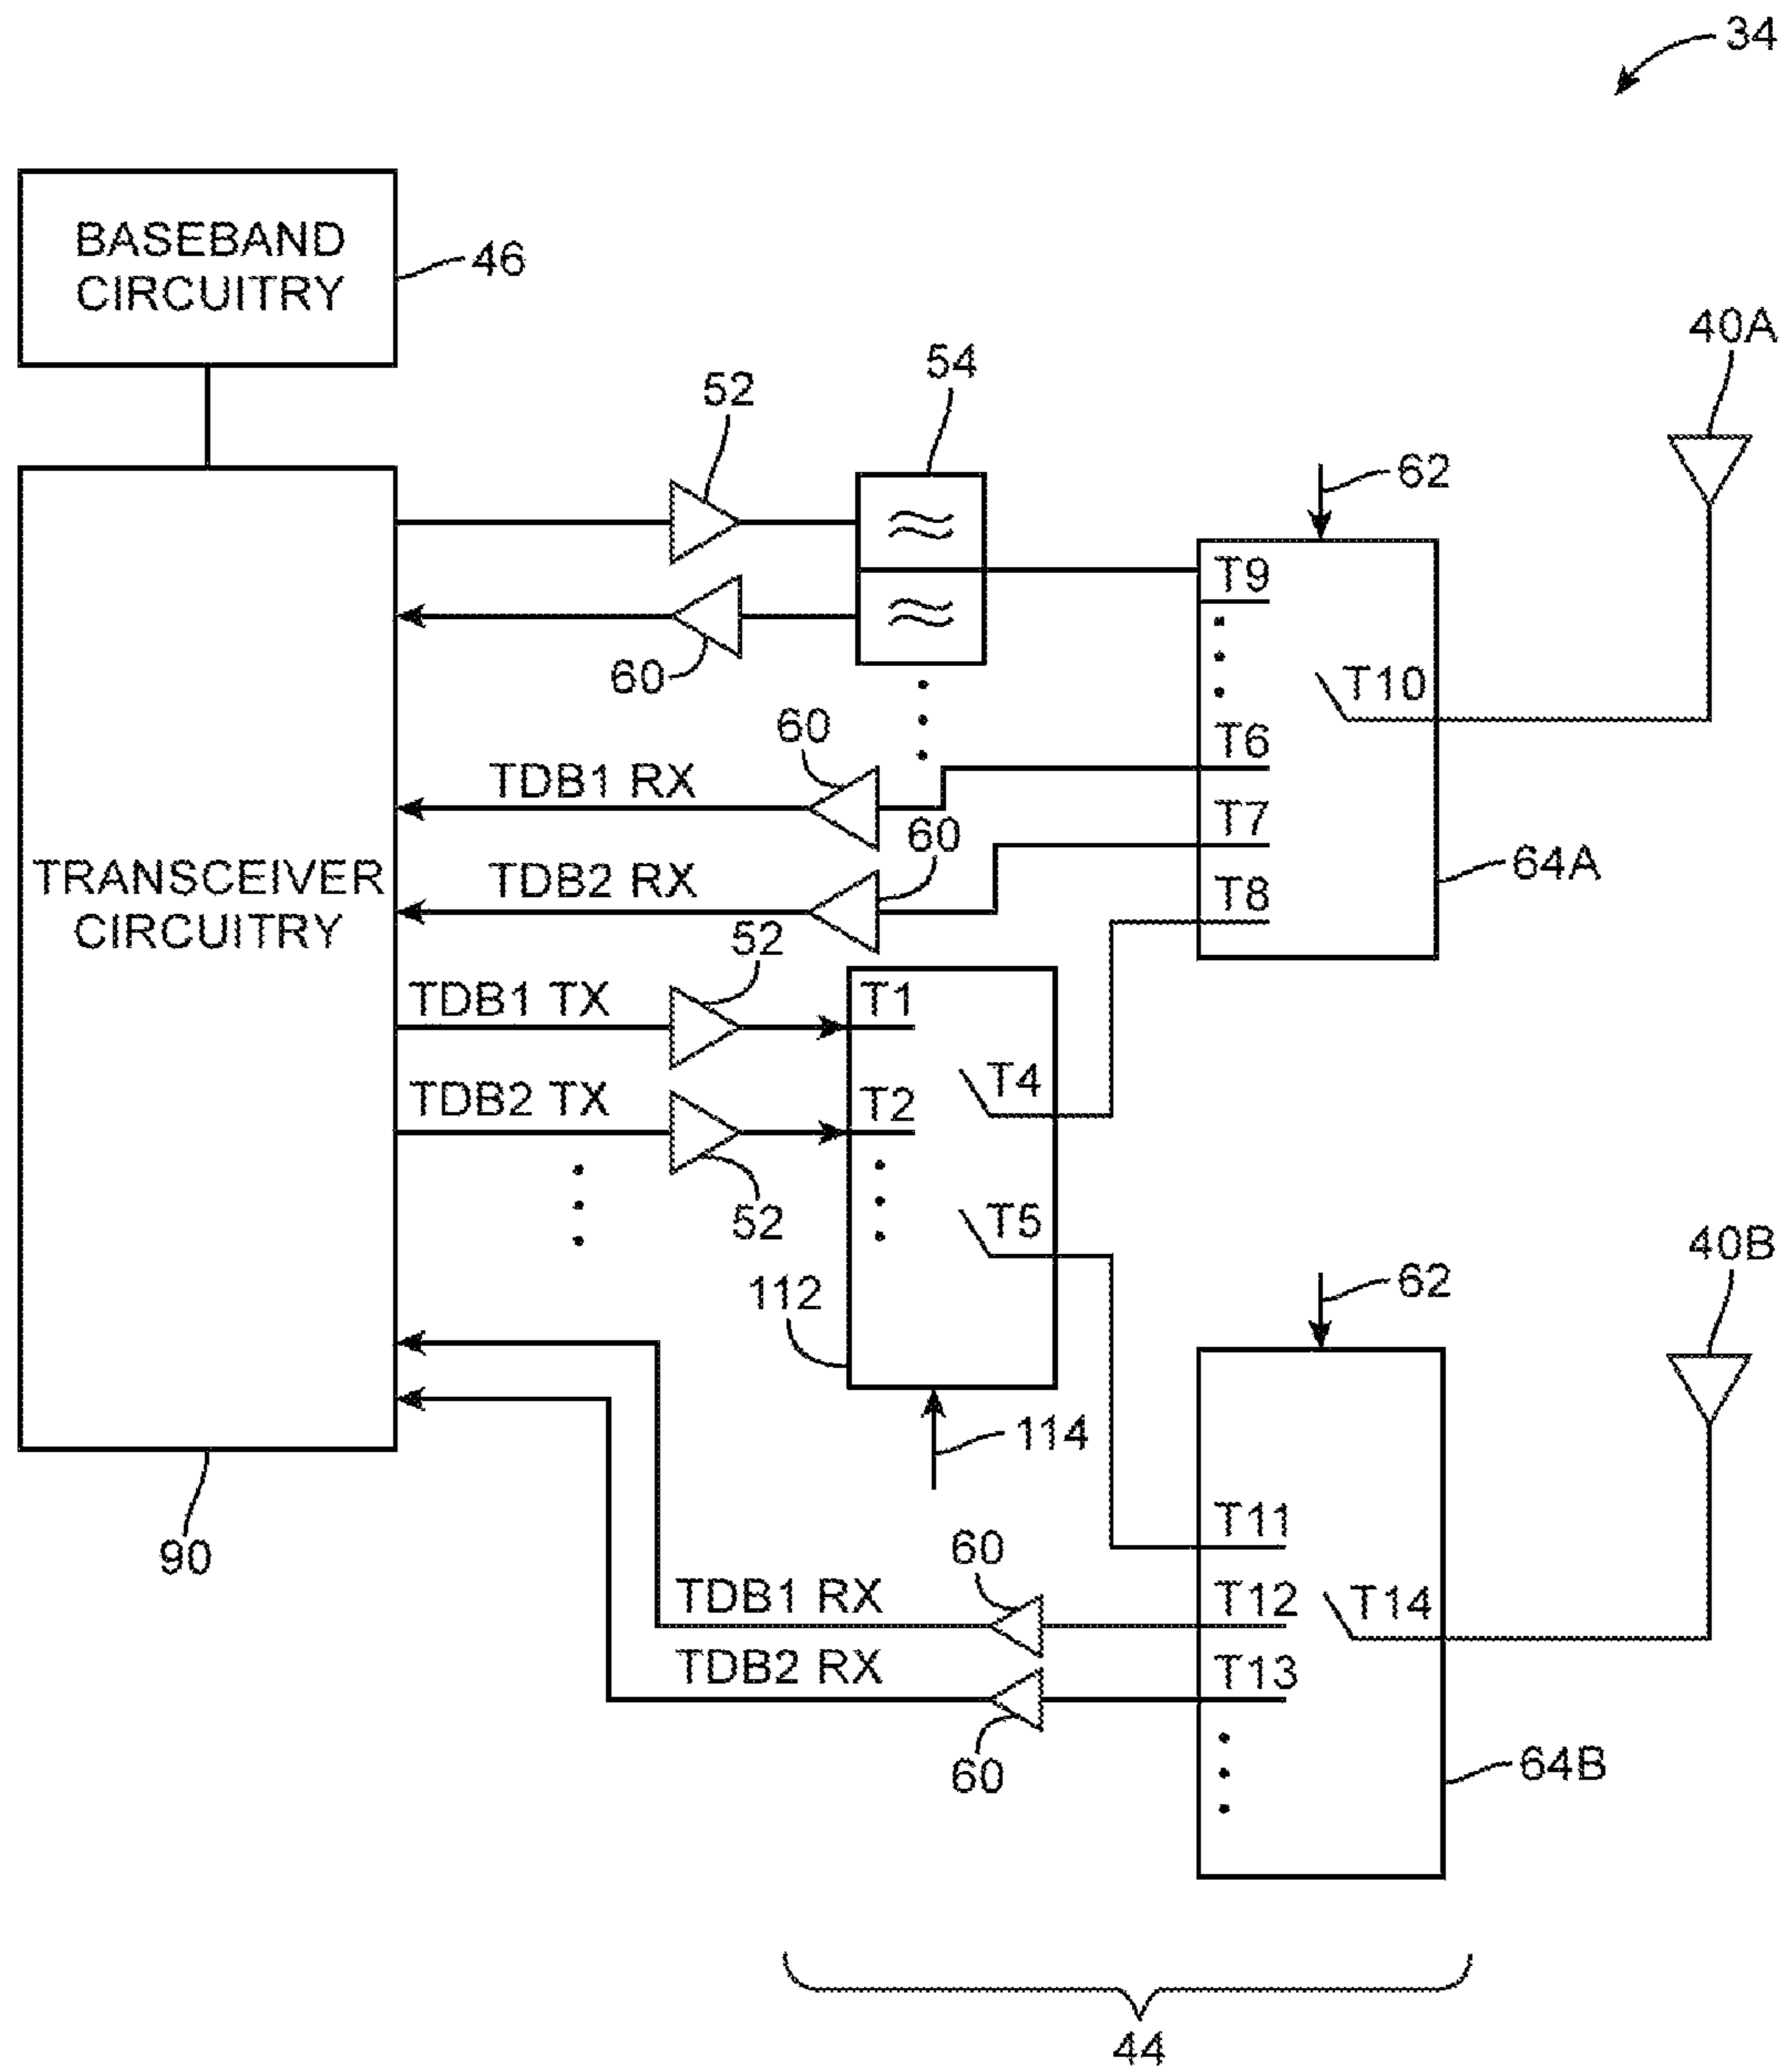 34
BASEBAND
CIRCUITRY
46
40A
54
52
62
T9
60
T10
60
T6
TDB1 RX
T7
60
TRANSCEIVER
CIRCUITRY
TDB2 RX
T8
64A
52
TDB1 TX
T1
T4
TDB2 TX
T2
52
T5
40B
112
62
114
90
T11
60
TDB1 RX
T12
T14
TDB2 RX
T13
60
64B
44